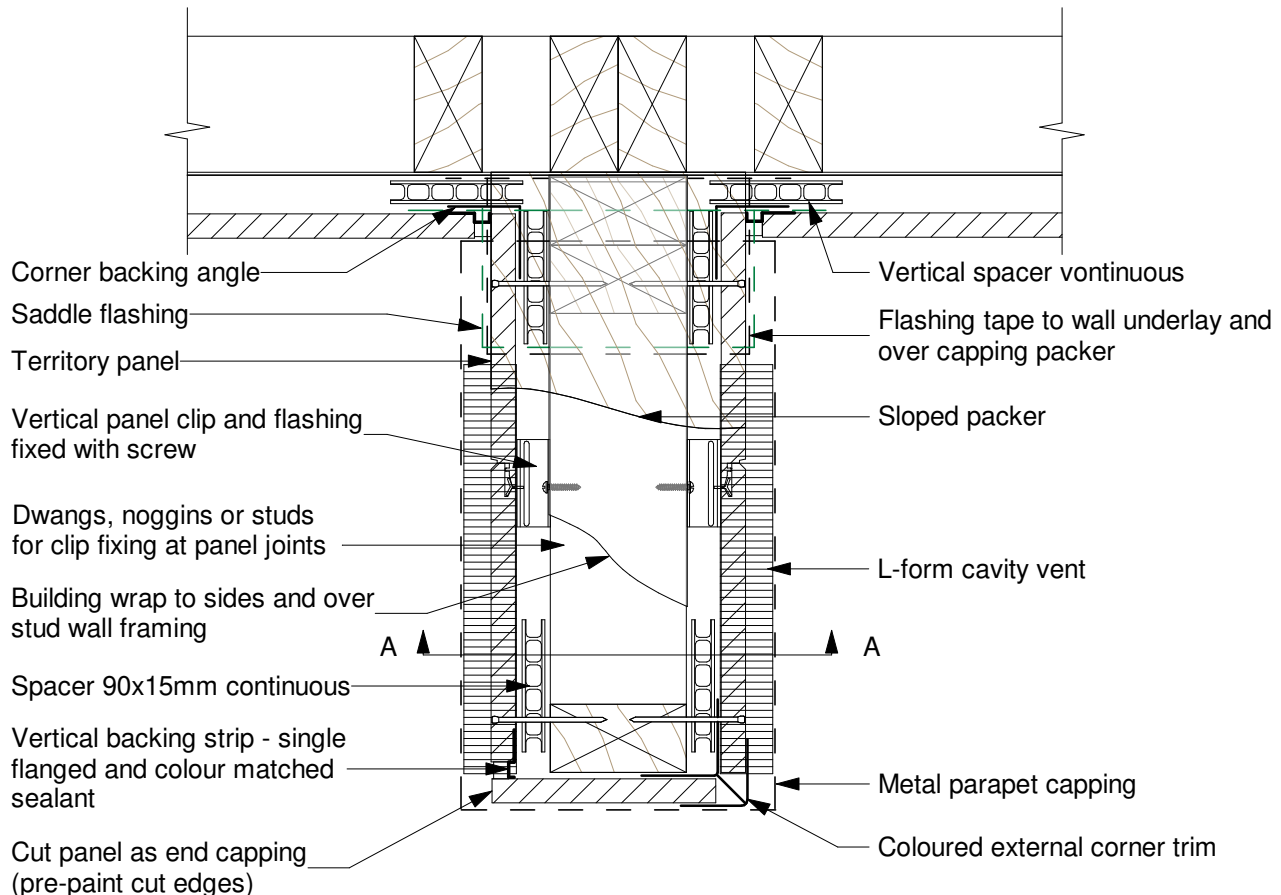 Corner backing angle
Saddle flashing
Territory panel
Vertical panel clip and flashing
fixed with screw
Dwangs, noggins or studs
for clip fixing at panel joints
Building wrap to sides and over
stud wall framing
A
A
Spacer 90x15mm continuous
Vertical backing strip - single
flanged and colour matched
sealant
Cut panel as end capping
(pre-paint cut edges)
Vertical spacer vontinuous
Flashing tape to wall underlay and
over capping packer
Sloped packer
L-form cavity vent
Metal parapet capping
Coloured external corner trim